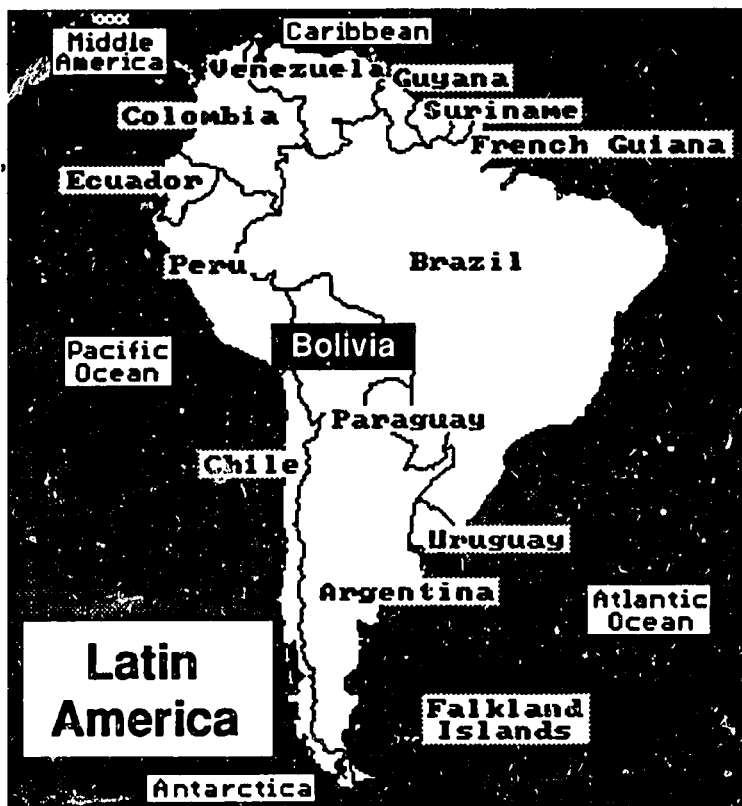 Caribbean
Middle
America
Venezuela
Guyana
Colombia
Suriname
French Guiana
Ecuador
Peru
Brazil
Bolivia
Pacific
Ocean
Paraguay
Chile
Uruguay
Argentina
Atlantic
Ocean
Latin
America
Falkland
Islands
Antarctica